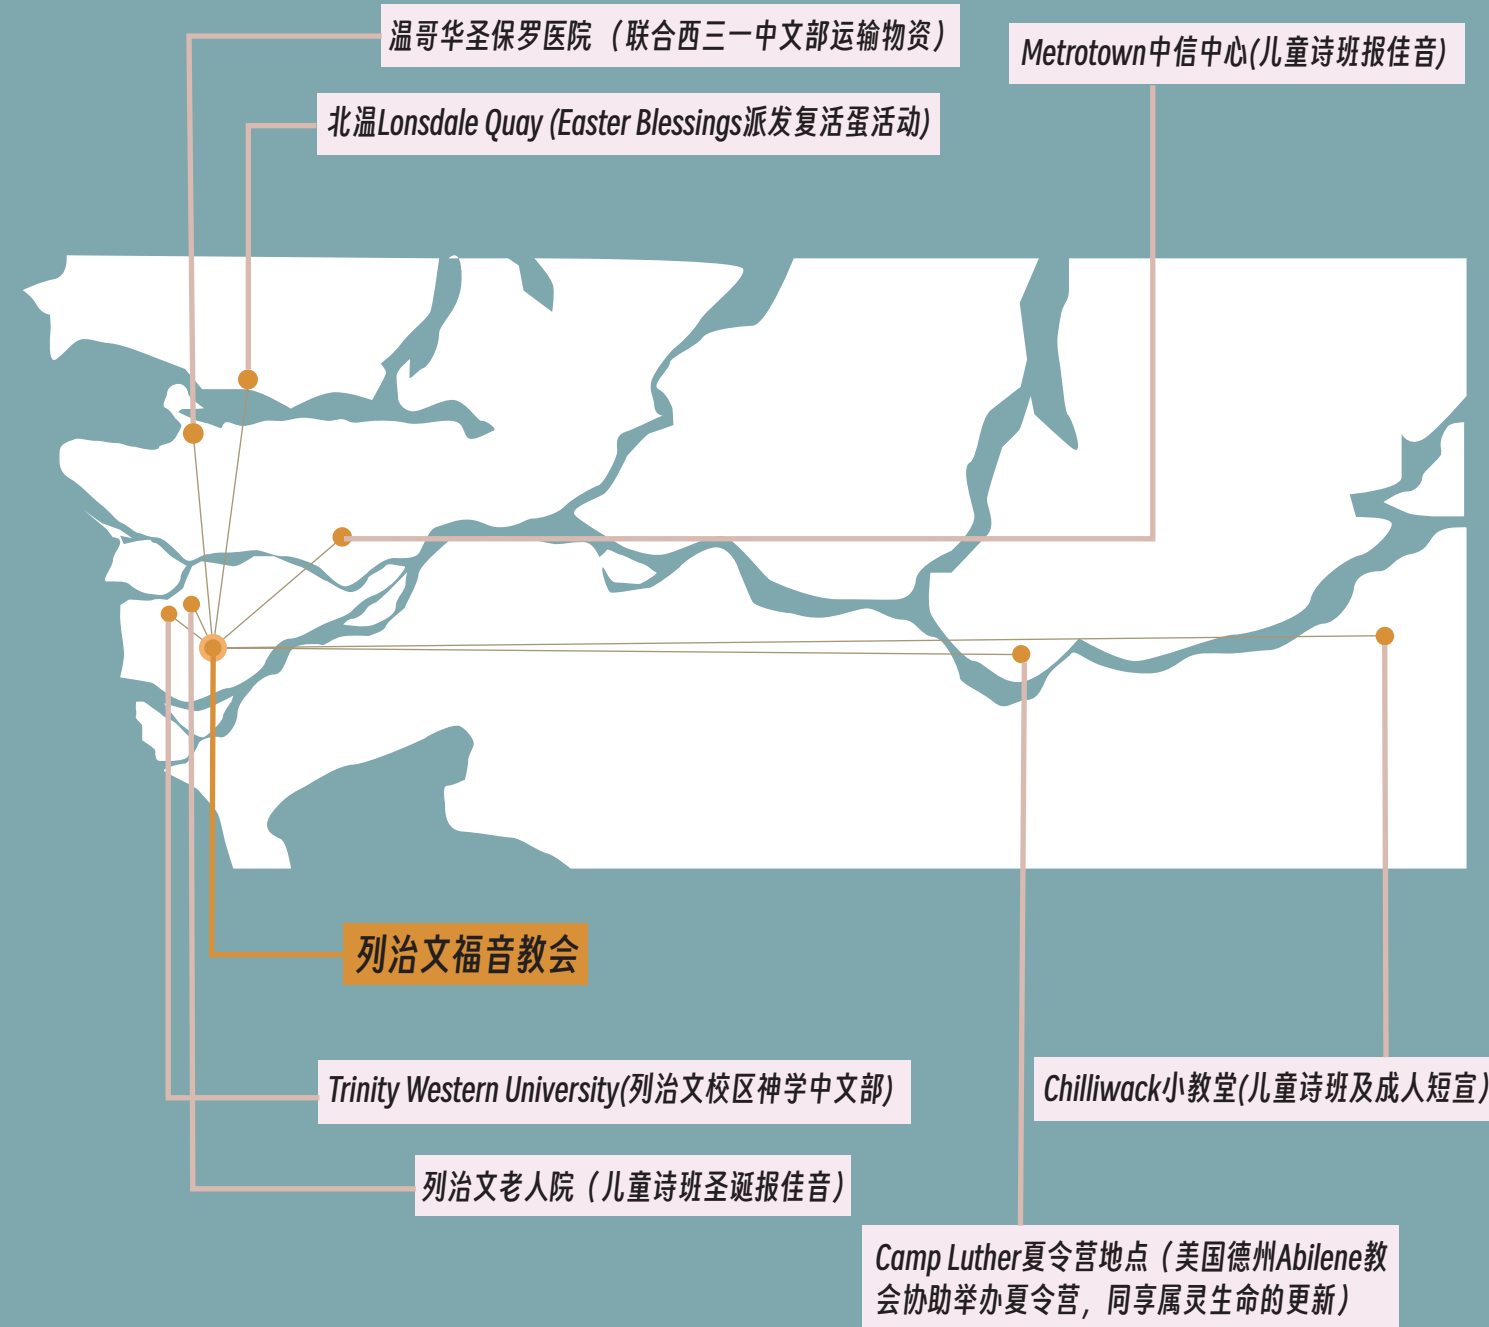 温哥华圣保罗医院（联合西三一中文部运输物资）
Metrotown中信中心(儿童诗班报佳音)
北温Lonsdale Quay (Easter Blessings派发复活蛋活动)
列治文福音教会
Trinity Western University(列治文校区神学中文部)
Chilliwack小教堂(儿童诗班及成人短宣）
列治文老人院（儿童诗班圣诞报佳音）
Camp Luther夏令营地点（美国德州Abilene教
会协助举办夏令营，同享属灵生命的更新）